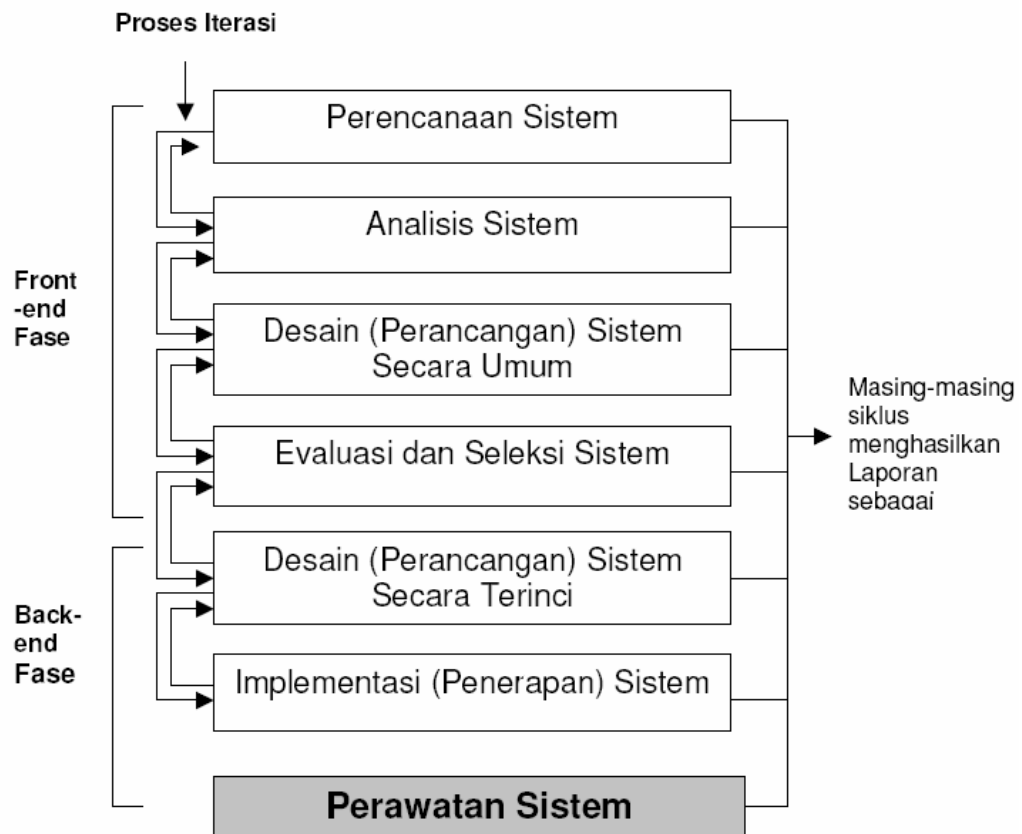 Proses Iterasi
Perencanaan Sistem
Analisis Sistem
Front
-end
Fase
Desain (Perancangan) Sistem
Secara Umum
Evaluasi dan Seleksi Sistem
Masing-masing
siklus
menghasilkan
Laporan
sebagai
Desain (Perancangan) Sistem
Secara Terinci
Back-
end
Fase
Implementasi (Penerapan) Sistem
Perawatan Sistem